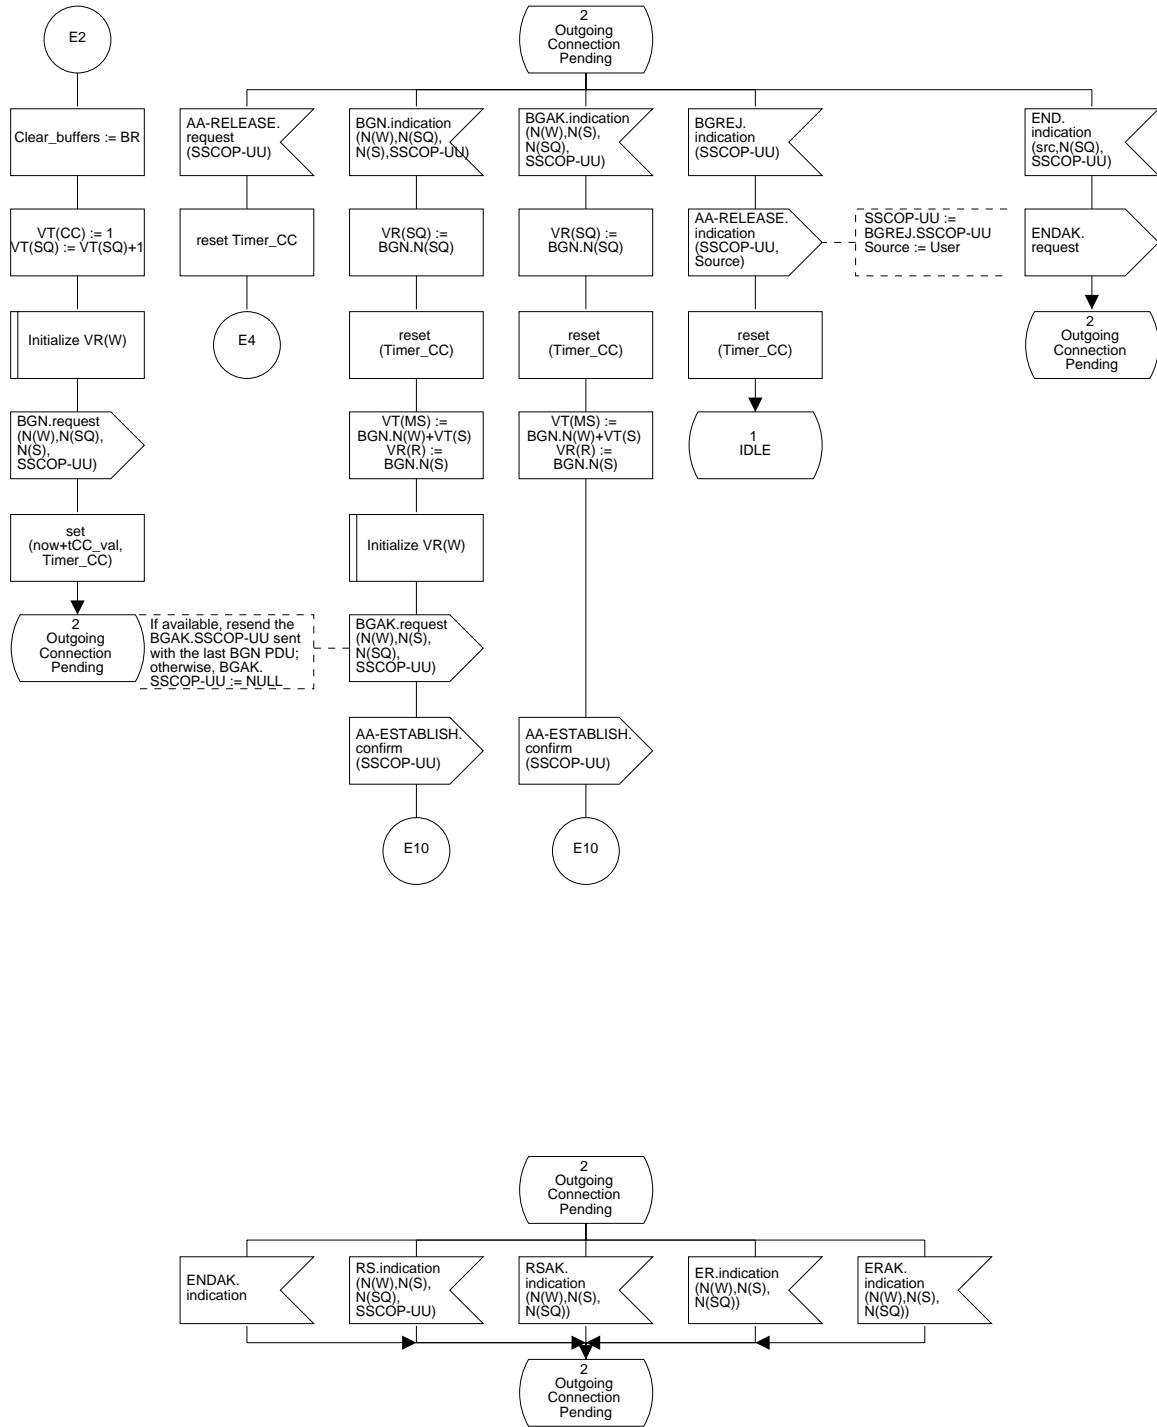 E2
Clear_buffers := BR
VT(CC) := 1
VT(SQ) := VT(SQ)+1
Initialize VR(W)
BGN.request
(N(W),N(SQ),
N(S),
SSCOP-UU)
set
(now+tCC_val,
Timer_CC)
2
Outgoing
Connection
Pending
2
Outgoing
Connection
Pending
AA-RELEASE.
request
(SSCOP-UU)
reset Timer_CC
E4
BGN.indication
(N(W),N(SQ),
N(S),SSCOP-UU)
VR(SQ) :=
BGN.N(SQ)
reset
(Timer_CC)
VT(MS) :=
BGN.N(W)+VT(S)
VR(R) :=
BGN.N(S)
Initialize VR(W)
BGAK.request
(N(W),N(S),
N(SQ),
SSCOP-UU)
If available, resend the
BGAK.SSCOP-UU sent
with the last BGN PDU;
otherwise, BGAK.
SSCOP-UU := NULL
AA-ESTABLISH.
confirm
(SSCOP-UU)
E10
BGAK.indication
(N(W),N(S),
N(SQ),
SSCOP-UU)
VR(SQ) :=
BGN.N(SQ)
reset
(Timer_CC)
VT(MS) :=
BGN.N(W)+VT(S)
VR(R) :=
BGN.N(S)
AA-ESTABLISH.
confirm
(SSCOP-UU)
E10
BGREJ.
indication
(SSCOP-UU)
AA-RELEASE.
indication
(SSCOP-UU,
Source)
SSCOP-UU :=
BGREJ.SSCOP-UU
Source := User
reset
(Timer_CC)
1
IDLE
END.
indication
(src,N(SQ),
SSCOP-UU)
ENDAK.
request
2
Outgoing
Connection
Pending
2
Outgoing
Connection
Pending
ENDAK.
indication
RS.indication
(N(W),N(S),
N(SQ),
SSCOP-UU)
RSAK.
indication
(N(W),N(S),
N(SQ))
ER.indication
(N(W),N(S),
N(SQ))
ERAK.
indication
(N(W),N(S),
N(SQ))
2
Outgoing
Connection
Pending